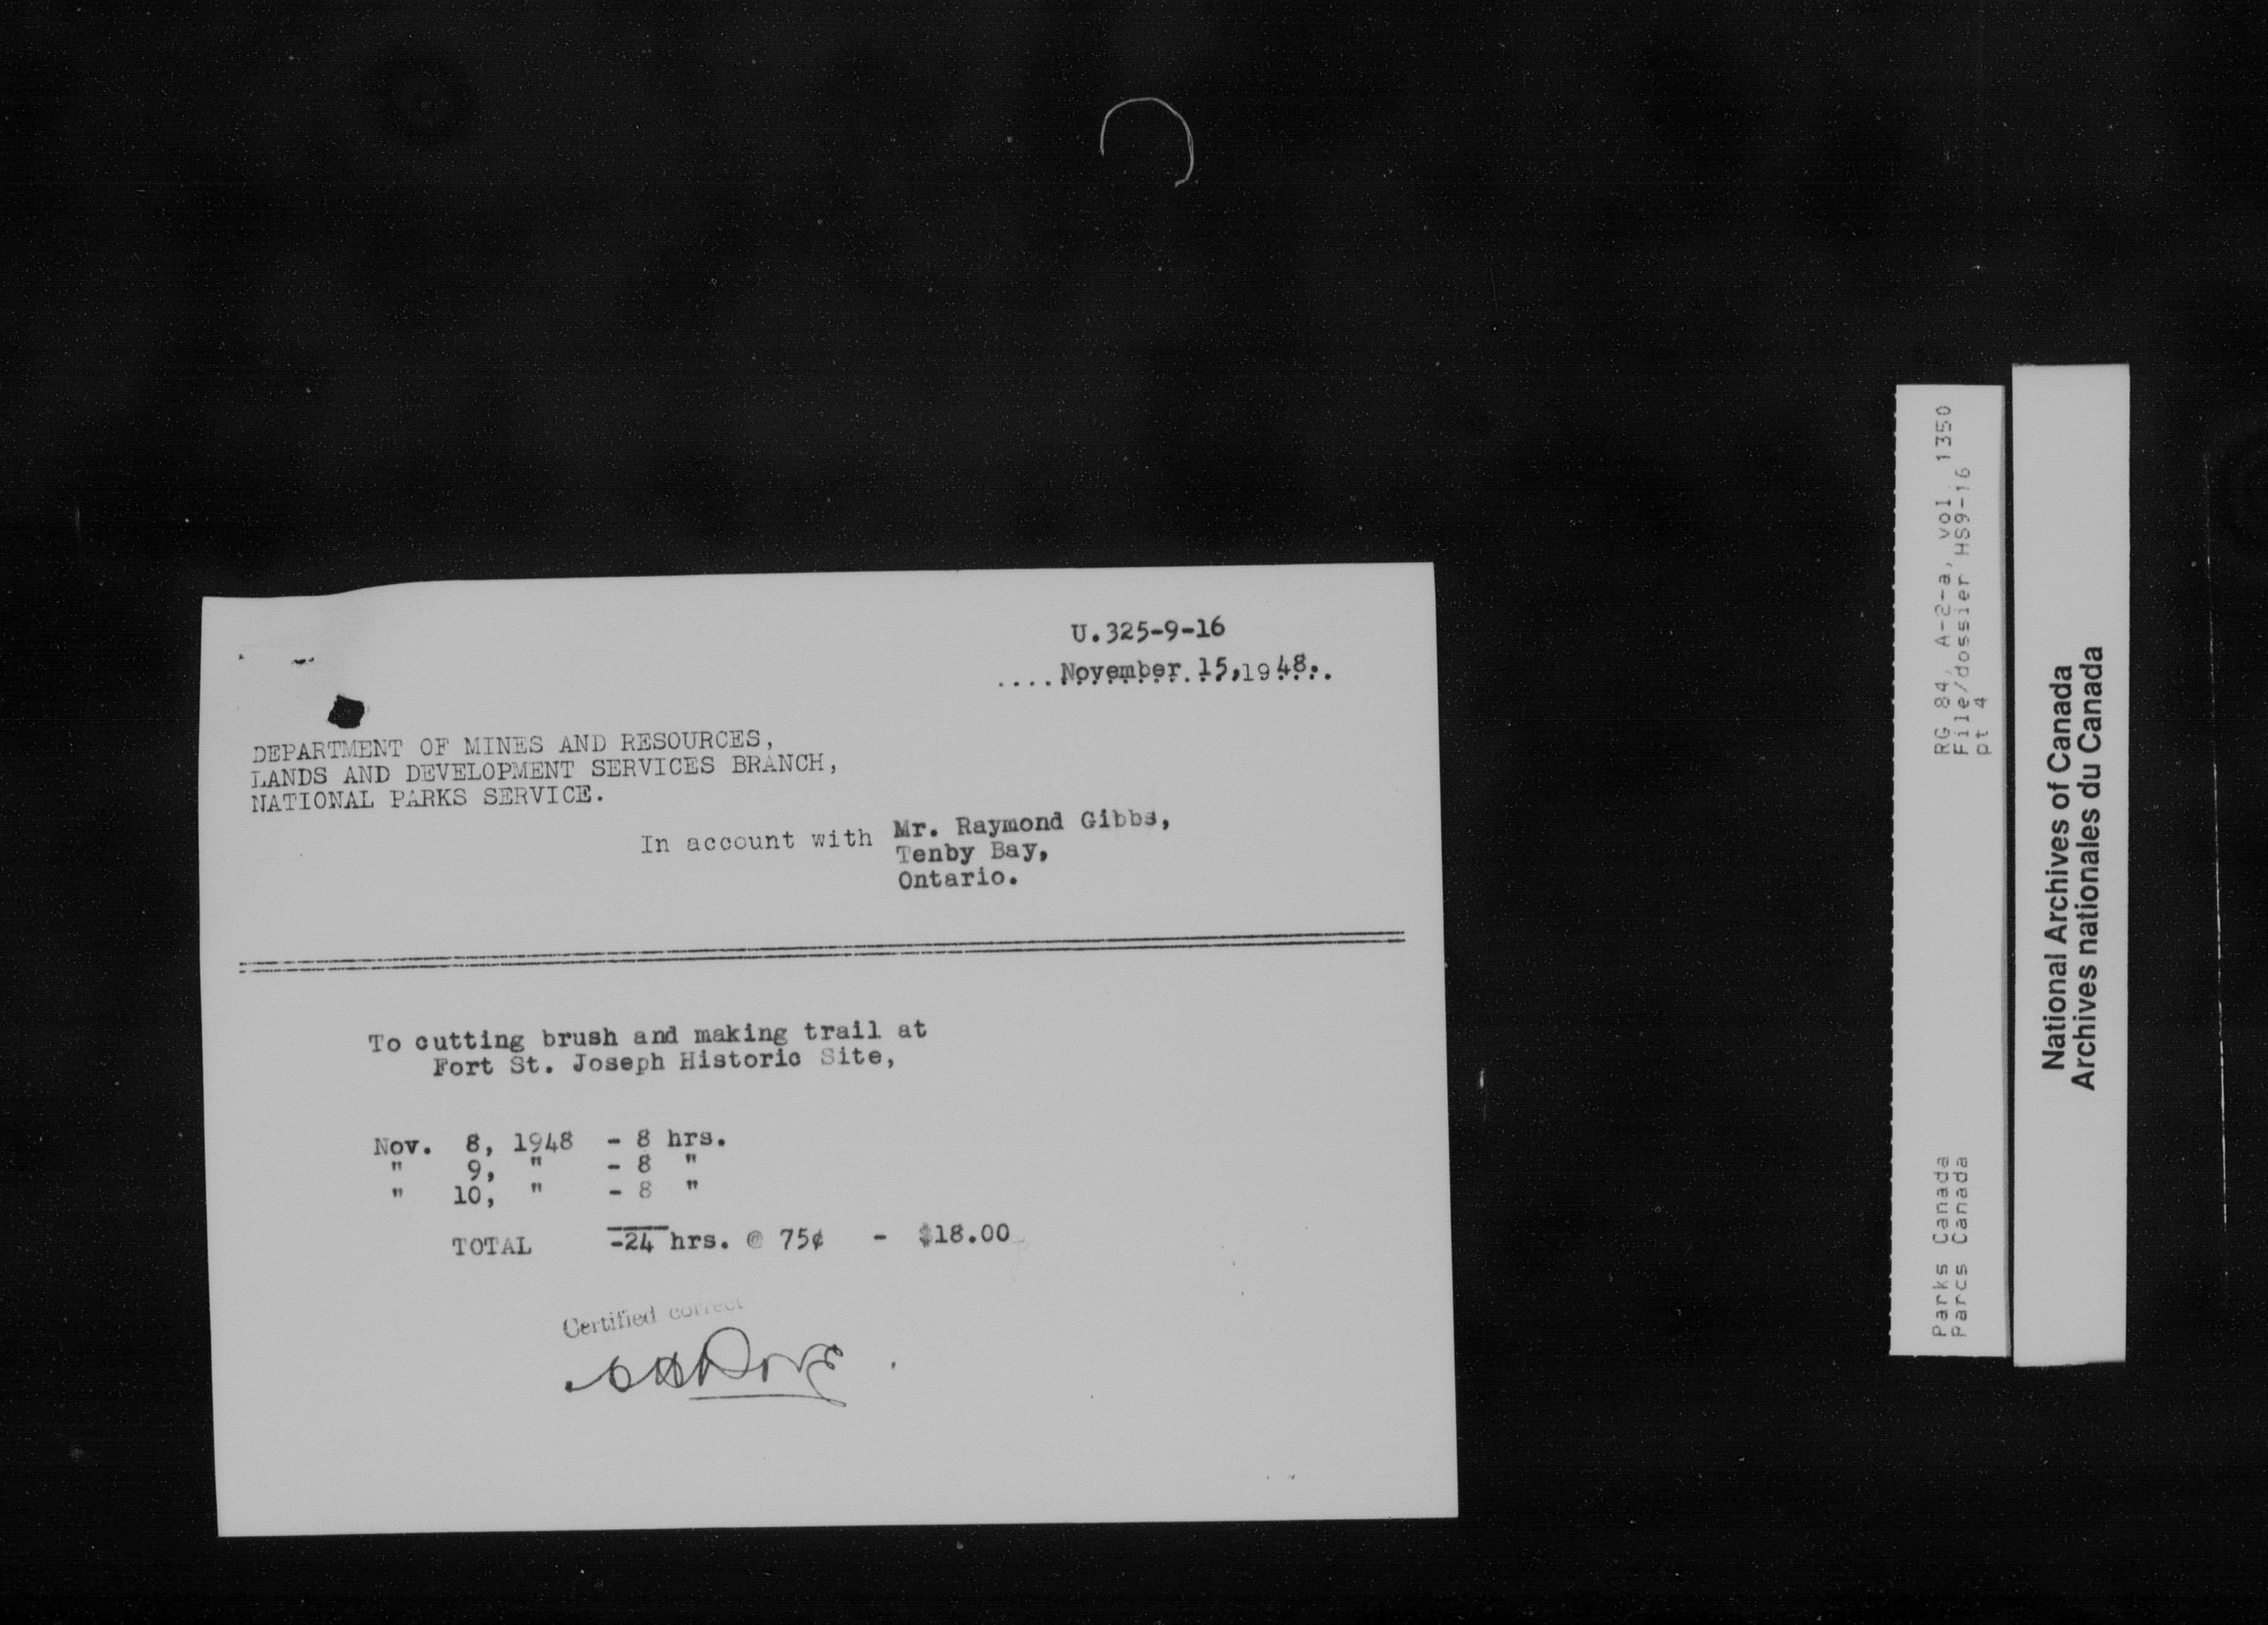 U.325-9-16
....November 15,1948....
DEPARTMENT OF MINES AND RESOURCES,
LANDS AND DEVELOPMENT SERVICES BRANCH,
NATIONAL PARKS SERVICE.
In account with Mr. Raymond Gibbs,
Tenby Bay,
Ontario.
To cutting brush and making trail at
Fort St. Joseph Historic Site,
Nov. 8, 1948 - 8 hrs.
" 9, " - 8 "
" 10, " - 8 "
TOTAL -24 hrs. @ 75¢ - $18.00
Certified correct
RG 84, A-2-a, vol. 1350
File/dossier HS9-16
pt 4
Parks Canada
Parcs Canada
National Archives of Canada
Archives nationales du Canada